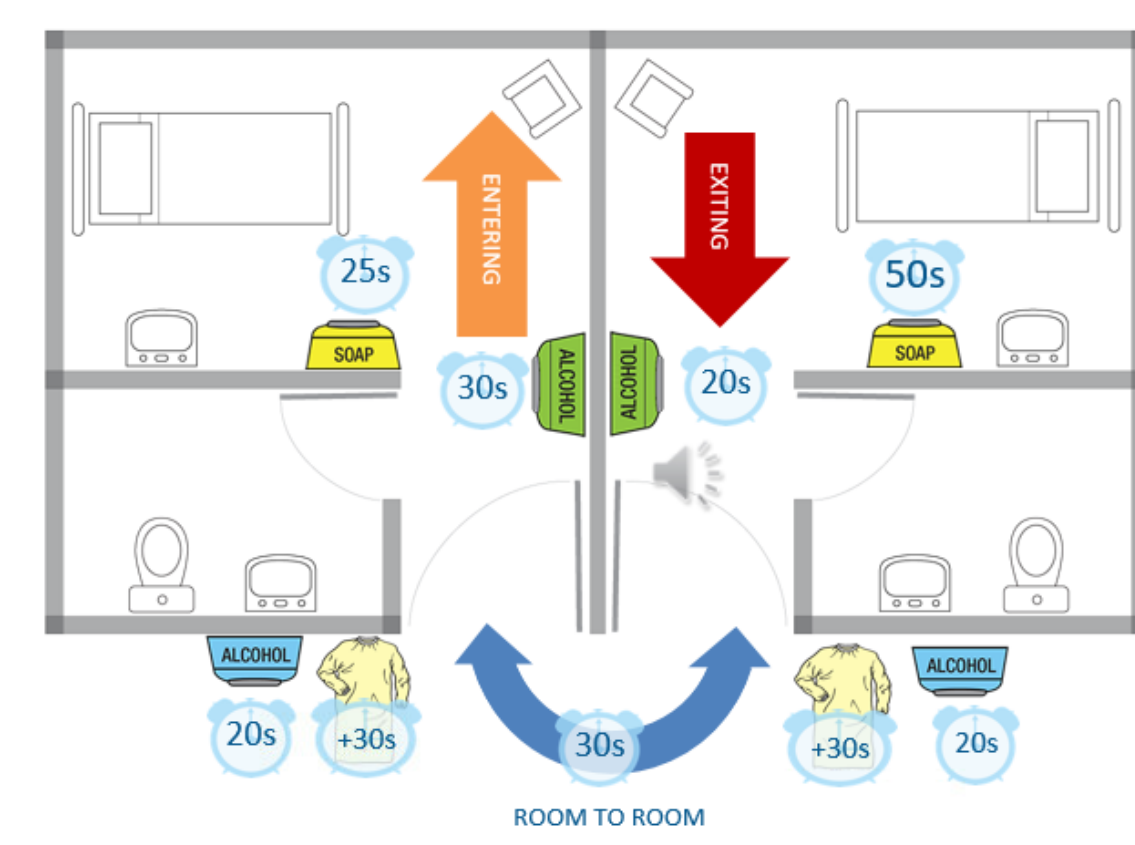 ENTERING
EXITING
25s
50s
SOAP
SOAP
30s
ALCOHOL
ALCOHOL
20s
ALCOHOL
ALCOHOL
20s
+30s
30s
+30s
20s
ROOM TO ROOM